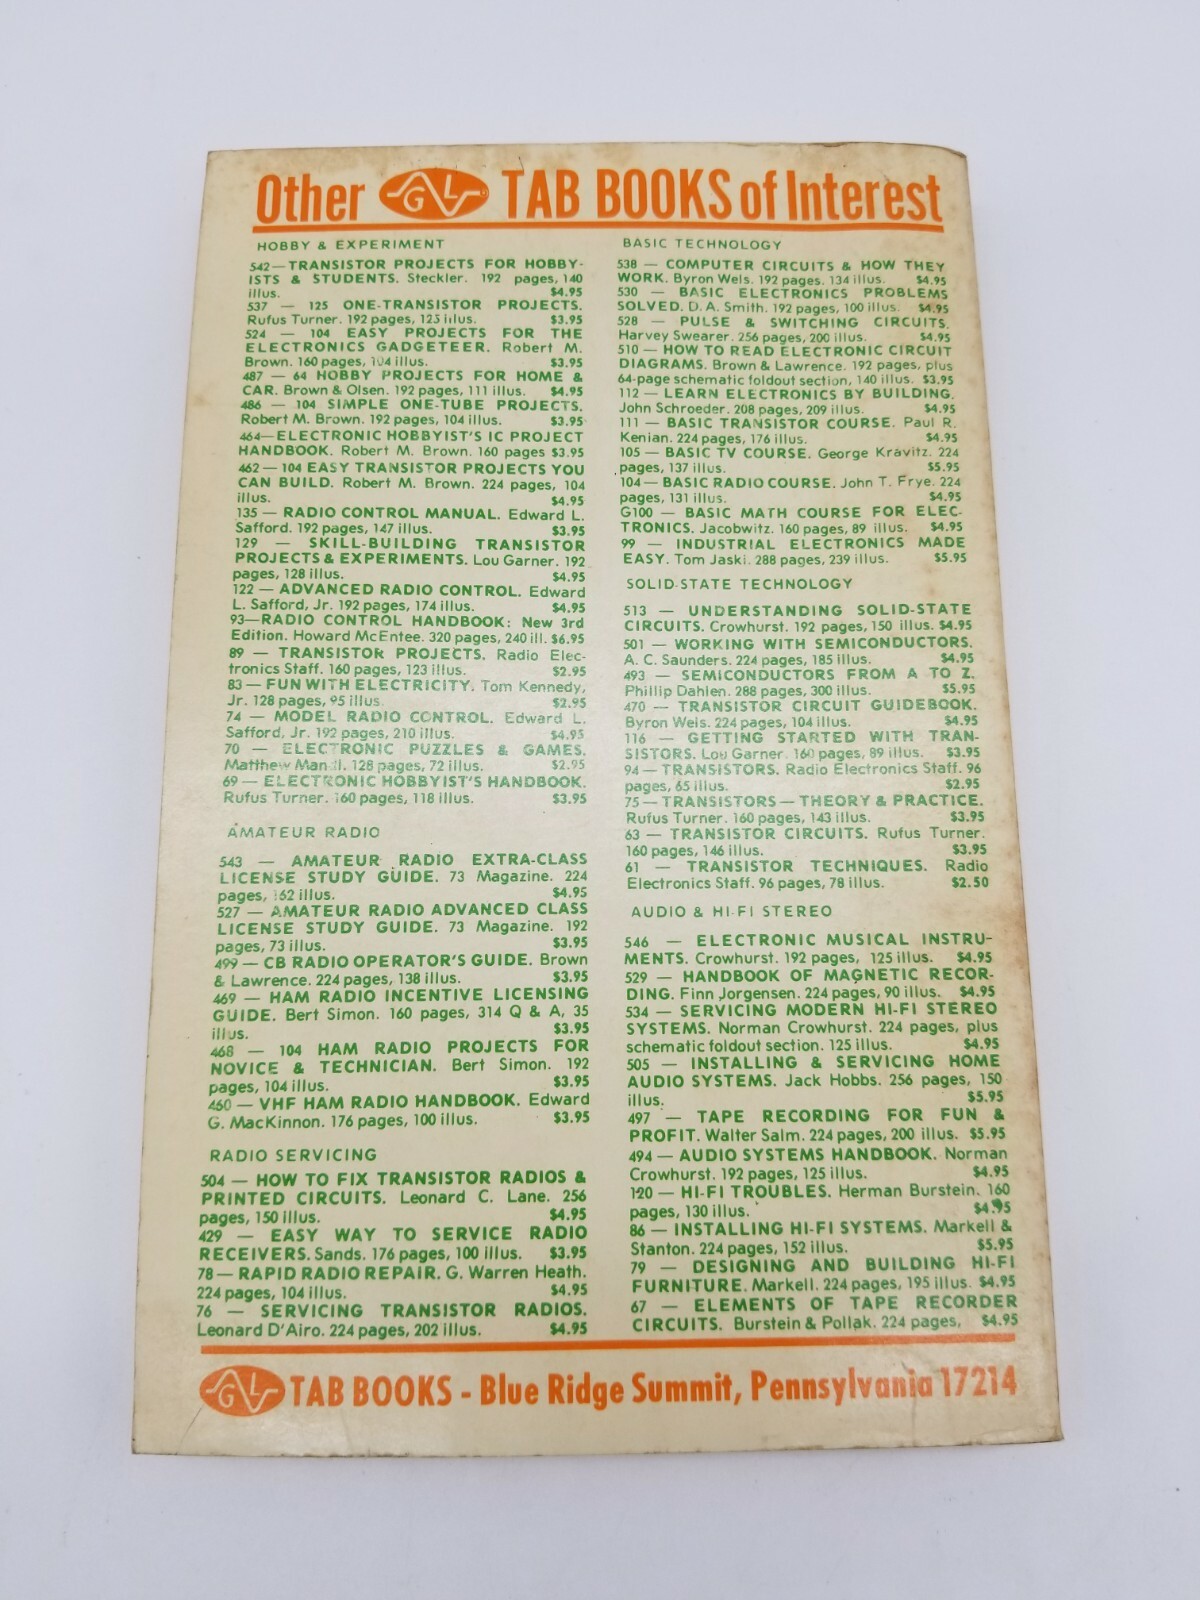 Other GL TAB BOOKS of Interest
HOBBY & EXPERIMENT
542—TRANSISTOR PROJECTS FOR HOBBY-
ISTS & STUDENTS. Steckler. 192 pages, 140
illus. $4.95
537 — 125 ONE-TRANSISTOR PROJECTS.
Rufus Turner. 192 pages, 125 illus. $3.95
524 — 104 EASY PROJECTS FOR THE
ELECTRONICS GADGETEER. Robert M.
Brown. 160 pages, 104 illus. $3.95
487 — 64 HOBBY PROJECTS FOR HOME &
CAR. Brown & Olsen. 192 pages, 111 illus. $4.95
486 — 104 SIMPLE ONE-TUBE PROJECTS.
Robert M. Brown. 192 pages, 104 illus. $3.95
464—ELECTRONIC HOBBYIST'S IC PROJECT
HANDBOOK. Robert M. Brown. 160 pages $3.95
462—104 EASY TRANSISTOR PROJECTS YOU
CAN BUILD. Robert M. Brown. 224 pages, 104
illus. $4.95
135 — RADIO CONTROL MANUAL. Edward L.
Safford. 192 pages, 147 illus. $3.95
129 — SKILL-BUILDING TRANSISTOR
PROJECTS & EXPERIMENTS. Lou Garner. 192
pages, 128 illus. $4.95
122 — ADVANCED RADIO CONTROL. Edward
L. Safford, Jr. 192 pages, 174 illus. $4.95
93—RADIO CONTROL HANDBOOK: New 3rd
Edition. Howard McEntee. 320 pages, 240 ill. $6.95
89 — TRANSISTOR PROJECTS. Radio Elec-
tronics Staff. 160 pages, 123 illus. $2.95
83 — FUN WITH ELECTRICITY. Tom Kennedy,
Jr. 128 pages, 95 illus. $2.95
74 — MODEL RADIO CONTROL. Edward L.
Safford, Jr. 192 pages, 210 illus. $4.95
70 — ELECTRONIC PUZZLES & GAMES.
Matthew Mandl. 128 pages, 72 illus. $2.95
69 — ELECTRONIC HOBBYIST'S HANDBOOK.
Rufus Turner. 160 pages, 118 illus. $3.95
AMATEUR RADIO
543 — AMATEUR RADIO EXTRA-CLASS
LICENSE STUDY GUIDE. 73 Magazine. 224
pages, 162 illus. $4.95
527 — AMATEUR RADIO ADVANCED CLASS
LICENSE STUDY GUIDE. 73 Magazine. 192
pages, 73 illus. $3.95
499 — CB RADIO OPERATOR'S GUIDE. Brown
& Lawrence. 224 pages, 138 illus. $3.95
469 — HAM RADIO INCENTIVE LICENSING
GUIDE. Bert Simon. 160 pages, 314 Q & A, 35
illus. $3.95
468 — 104 HAM RADIO PROJECTS FOR
NOVICE & TECHNICIAN. Bert Simon. 192
pages, 104 illus. $3.95
460 — VHF HAM RADIO HANDBOOK. Edward
G. MacKinnon. 176 pages, 100 illus. $3.95
RADIO SERVICING
504 — HOW TO FIX TRANSISTOR RADIOS &
PRINTED CIRCUITS. Leonard C. Lane. 256
pages, 150 illus. $4.95
429 — EASY WAY TO SERVICE RADIO
RECEIVERS. Sands. 176 pages, 100 illus. $3.95
78 — RAPID RADIO REPAIR. G. Warren Heath.
224 pages, 104 illus. $4.95
76 — SERVICING TRANSISTOR RADIOS.
Leonard D'Airo. 224 pages, 202 illus. $4.95
BASIC TECHNOLOGY
538 — COMPUTER CIRCUITS & HOW THEY
WORK. Byron Wels. 192 pages. 134 illus. $4.95
530 — BASIC ELECTRONICS PROBLEMS
SOLVED. D. A. Smith. 192 pages, 100 illus. $4.95
528 — PULSE & SWITCHING CIRCUITS.
Harvey Swearer. 256 pages, 200 illus. $4.95
510 — HOW TO READ ELECTRONIC CIRCUIT
DIAGRAMS. Brown & Lawrence. 192 pages, plus
64-page schematic foldout section, 140 illus. $3.95
112 — LEARN ELECTRONICS BY BUILDING.
John Schroeder. 208 pages, 209 illus. $4.95
111 — BASIC TRANSISTOR COURSE. Paul R.
Kenian. 224 pages, 176 illus. $4.95
105 — BASIC TV COURSE. George Kravitz. 224
pages, 137 illus. $5.95
104 — BASIC RADIO COURSE. John T. Frye. 224
pages, 131 illus. $4.95
G100 — BASIC MATH COURSE FOR ELEC-
TRONICS. Jacobwitz. 160 pages, 89 illus. $4.95
99 — INDUSTRIAL ELECTRONICS MADE
EASY. Tom Jaski. 288 pages, 239 illus. $5.95
SOLID-STATE TECHNOLOGY
513 — UNDERSTANDING SOLID-STATE
CIRCUITS. Crowhurst. 192 pages, 150 illus. $4.95
501 — WORKING WITH SEMICONDUCTORS.
A. C. Saunders. 224 pages, 185 illus. $4.95
493 — SEMICONDUCTORS FROM A TO Z.
Phillip Dahlen. 288 pages, 300 illus. $5.95
470 — TRANSISTOR CIRCUIT GUIDEBOOK.
Byron Wels. 224 pages, 104 illus. $4.95
116 — GETTING STARTED WITH TRAN-
SISTORS. Lou Garner. 160 pages, 89 illus. $3.95
94 — TRANSISTORS. Radio Electronics Staff. 96
pages, 65 illus. $2.95
75 — TRANSISTORS — THEORY & PRACTICE.
Rufus Turner. 160 pages, 143 illus. $3.95
63 — TRANSISTOR CIRCUITS. Rufus Turner.
160 pages, 146 illus. $3.95
61 — TRANSISTOR TECHNIQUES. Radio
Electronics Staff. 96 pages, 78 illus. $2.50
AUDIO & HI-FI STEREO
546 — ELECTRONIC MUSICAL INSTRU-
MENTS. Crowhurst. 192 pages, 125 illus. $4.95
529 — HANDBOOK OF MAGNETIC RECOR-
DING. Finn Jorgensen. 224 pages, 90 illus. $4.95
534 — SERVICING MODERN HI-FI STEREO
SYSTEMS. Norman Crowhurst. 224 pages, plus
schematic foldout section. 125 illus. $4.95
505 — INSTALLING & SERVICING HOME
AUDIO SYSTEMS. Jack Hobbs. 256 pages, 150
illus. $5.95
497 — TAPE RECORDING FOR FUN &
PROFIT. Walter Salm. 224 pages, 200 illus. $5.95
494 — AUDIO SYSTEMS HANDBOOK. Norman
Crowhurst. 192 pages, 125 illus. $4.95
120 — HI-FI TROUBLES. Herman Burstein. 160
pages, 130 illus. $4.95
86 — INSTALLING HI-FI SYSTEMS. Markell &
Stanton. 224 pages, 152 illus. $5.95
79 — DESIGNING AND BUILDING HI-FI
FURNITURE. Markell. 224 pages, 195 illus. $4.95
67 — ELEMENTS OF TAPE RECORDER
CIRCUITS. Burstein & Pollak. 224 pages, $4.95
GL TAB BOOKS - Blue Ridge Summit, Pennsylvania 17214